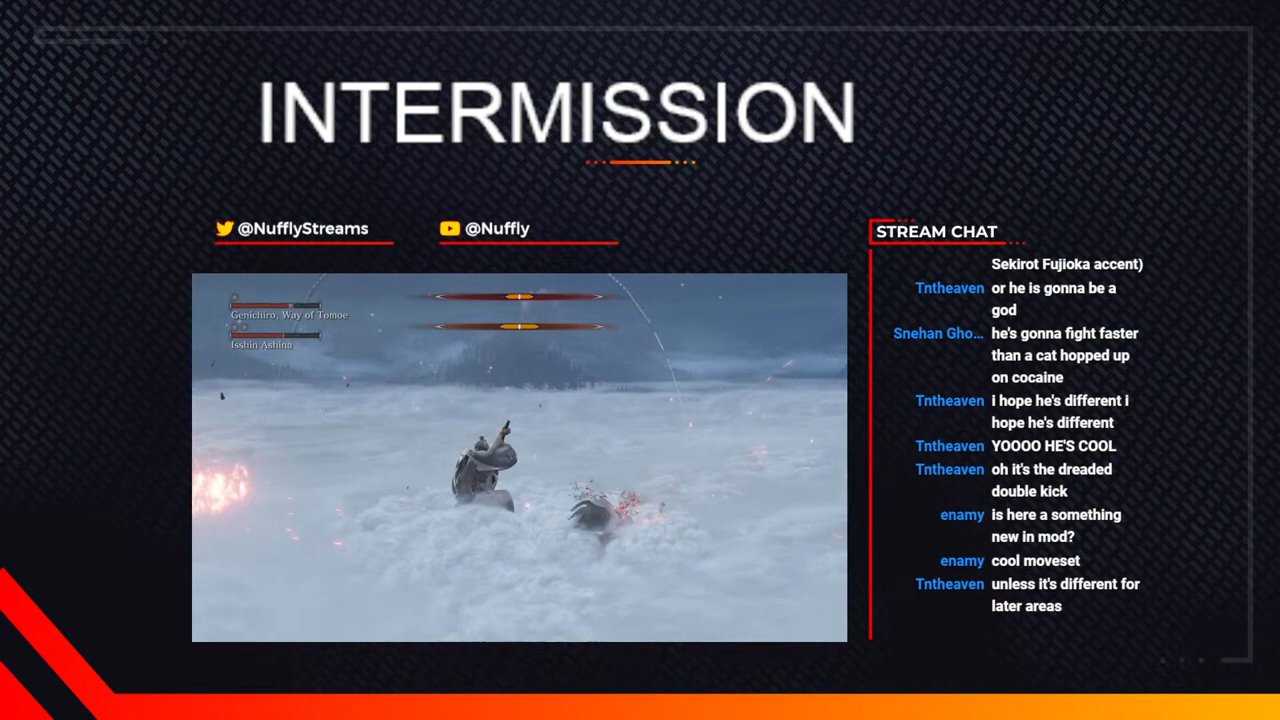 INTERMISSION
@NufflyStreams
@Nuffly
STREAM CHAT
Genichiro, Way of Tomoe
Isshin Ashina
Sekirot Fujioka accent)
Tntheaven or he is gonna be a
god
Snehan Gho... he's gonna fight faster
than a cat hopped up
on cocaine
Tntheaven i hope he's different i
hope he's different
Tntheaven YOOOO HE'S COOL
Tntheaven oh it's the dreaded
double kick
enamy is here a something
new in mod?
enamy cool moveset
Tntheaven unless it's different for
later areas